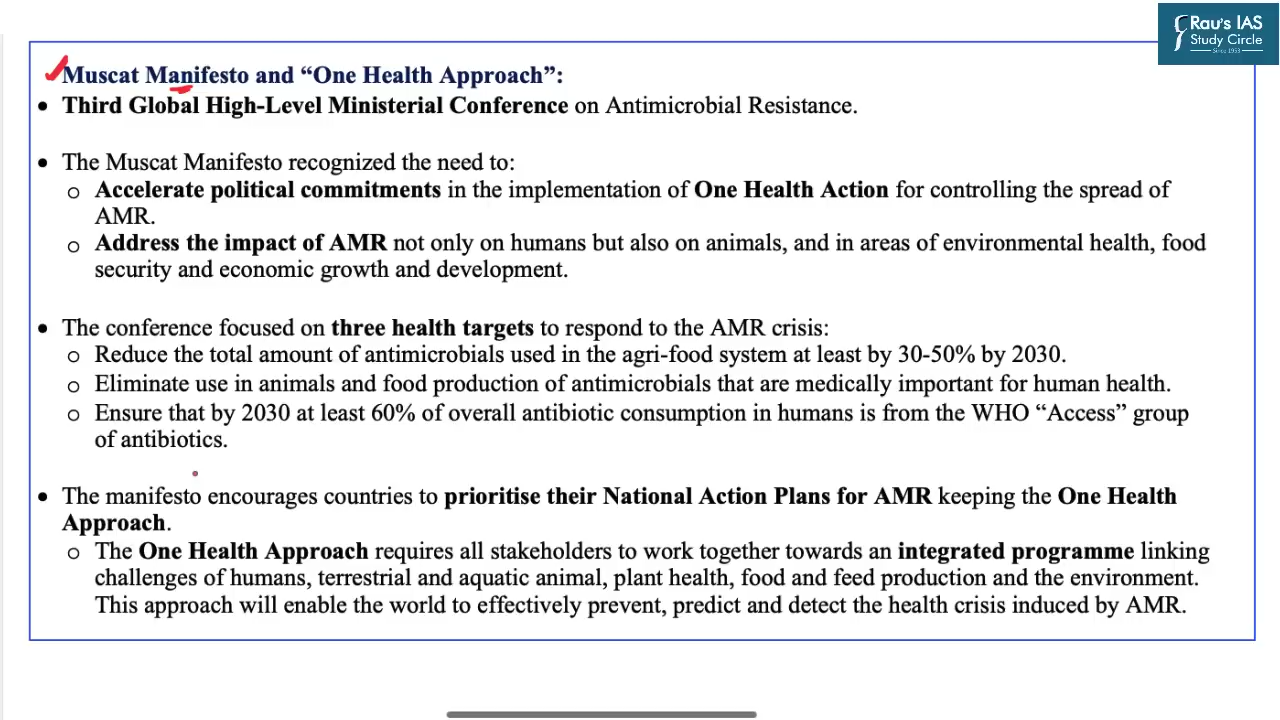 Rau's IAS
Study Circle
Since 1953
Muscat Manifesto and “One Health Approach”:
• Third Global High-Level Ministerial Conference on Antimicrobial Resistance.
• The Muscat Manifesto recognized the need to:
o Accelerate political commitments in the implementation of One Health Action for controlling the spread of
AMR.
o Address the impact of AMR not only on humans but also on animals, and in areas of environmental health, food
security and economic growth and development.
• The conference focused on three health targets to respond to the AMR crisis:
o Reduce the total amount of antimicrobials used in the agri-food system at least by 30-50% by 2030.
o Eliminate use in animals and food production of antimicrobials that are medically important for human health.
o Ensure that by 2030 at least 60% of overall antibiotic consumption in humans is from the WHO “Access” group
of antibiotics.
• The manifesto encourages countries to prioritise their National Action Plans for AMR keeping the One Health
Approach.
o The One Health Approach requires all stakeholders to work together towards an integrated programme linking
challenges of humans, terrestrial and aquatic animal, plant health, food and feed production and the environment.
This approach will enable the world to effectively prevent, predict and detect the health crisis induced by AMR.